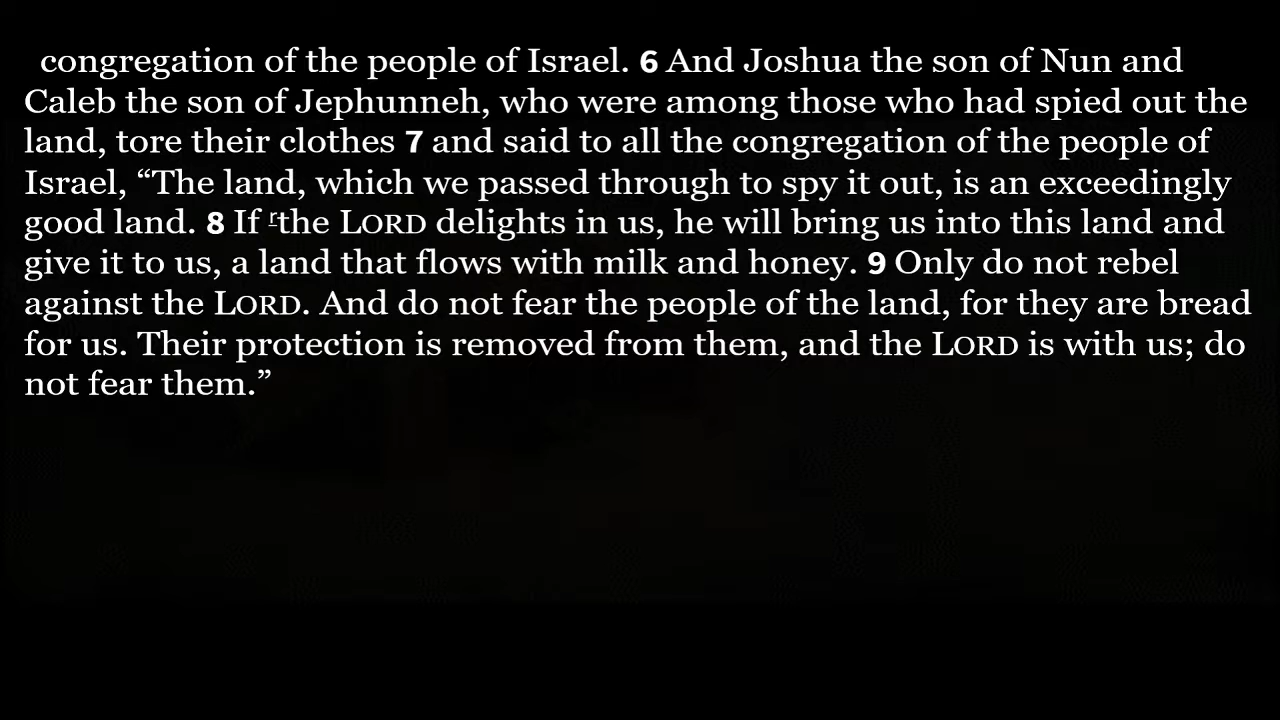 congregation of the people of Israel. 6 And Joshua the son of Nun and
Caleb the son of Jephunneh, who were among those who had spied out the
land, tore their clothes 7 and said to all the congregation of the people of
Israel, “The land, which we passed through to spy it out, is an exceedingly
good land. 8 If rthe LORD delights in us, he will bring us into this land and
give it to us, a land that flows with milk and honey. 9 Only do not rebel
against the LORD. And do not fear the people of the land, for they are bread
for us. Their protection is removed from them, and the LORD is with us; do
not fear them.”